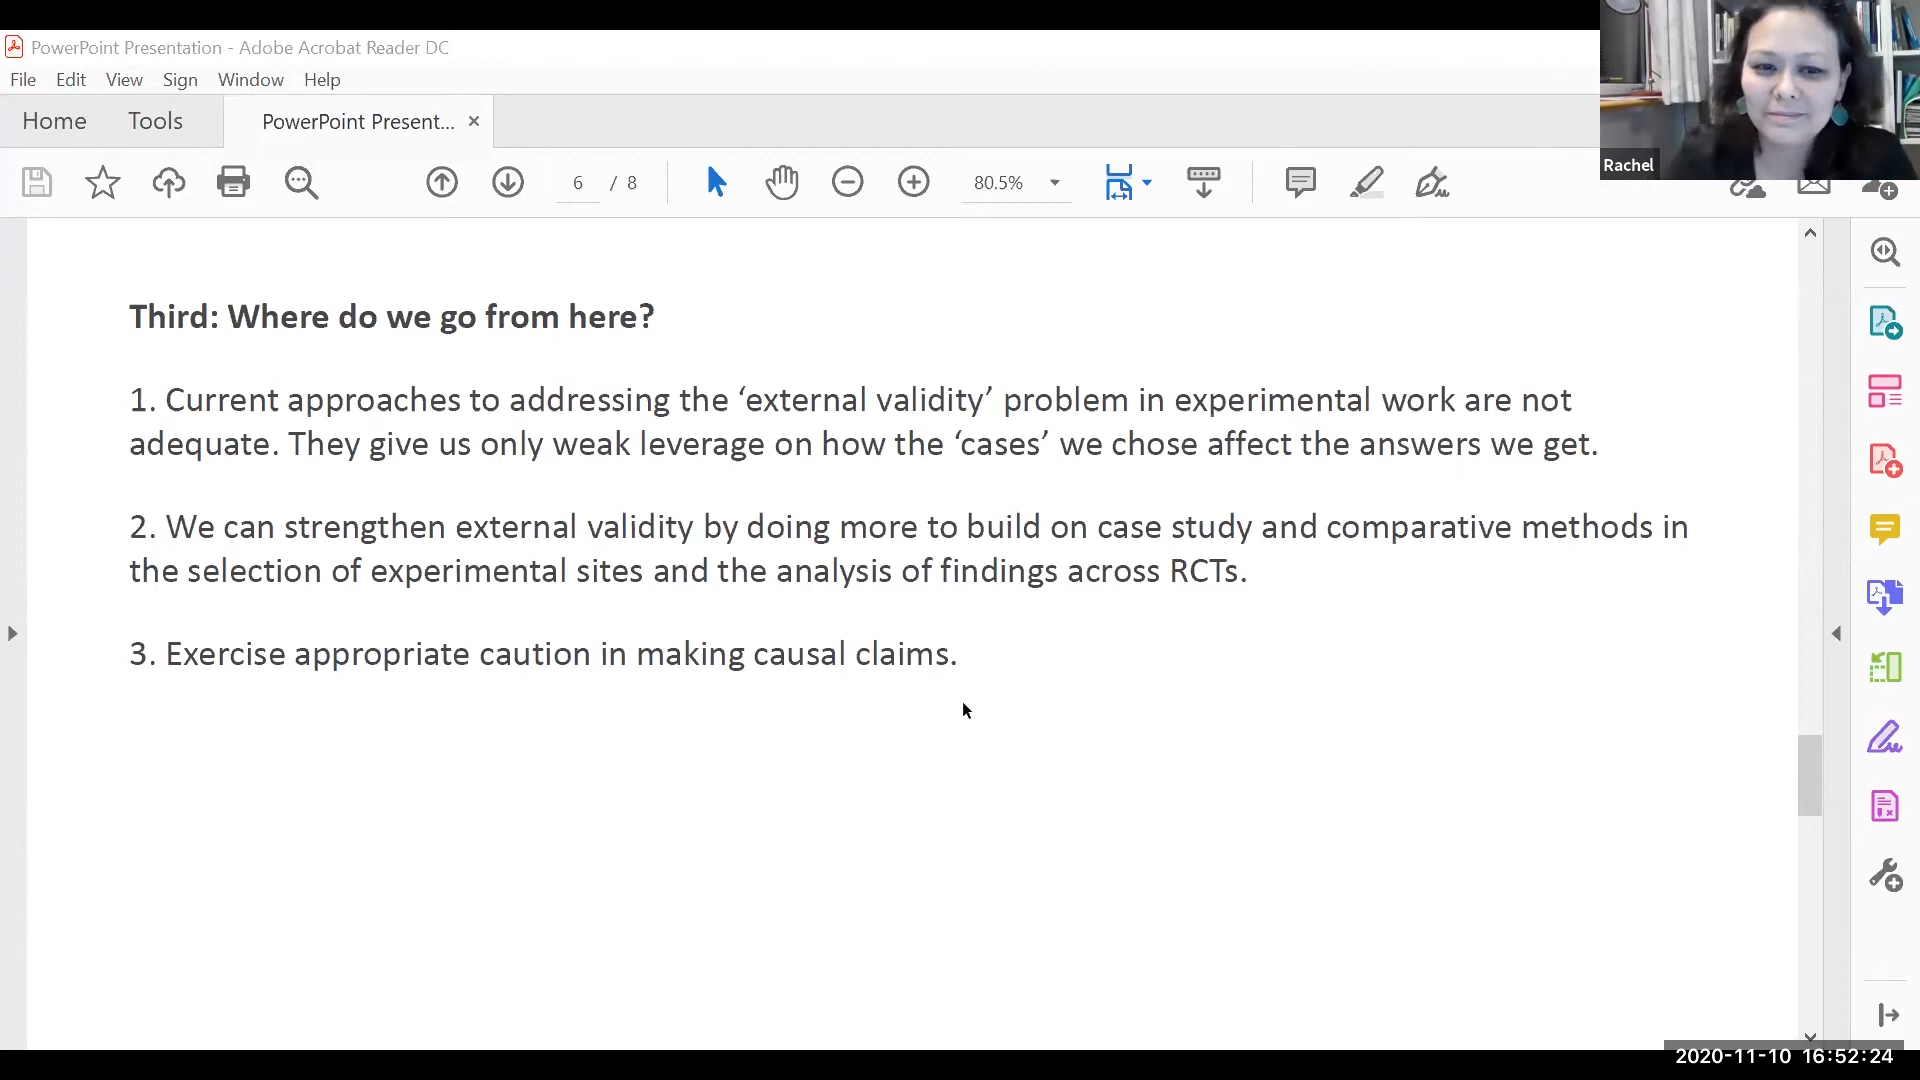 PowerPoint Presentation - Adobe Acrobat Reader DC
File Edit View Sign Window Help
Home Tools PowerPoint Present... ×
6 / 8 80.5%
Rachel
Third: Where do we go from here?
1. Current approaches to addressing the ‘external validity’ problem in experimental work are not
adequate. They give us only weak leverage on how the ‘cases’ we chose affect the answers we get.
2. We can strengthen external validity by doing more to build on case study and comparative methods in
the selection of experimental sites and the analysis of findings across RCTs.
3. Exercise appropriate caution in making causal claims.
2020-11-10 16:52:24